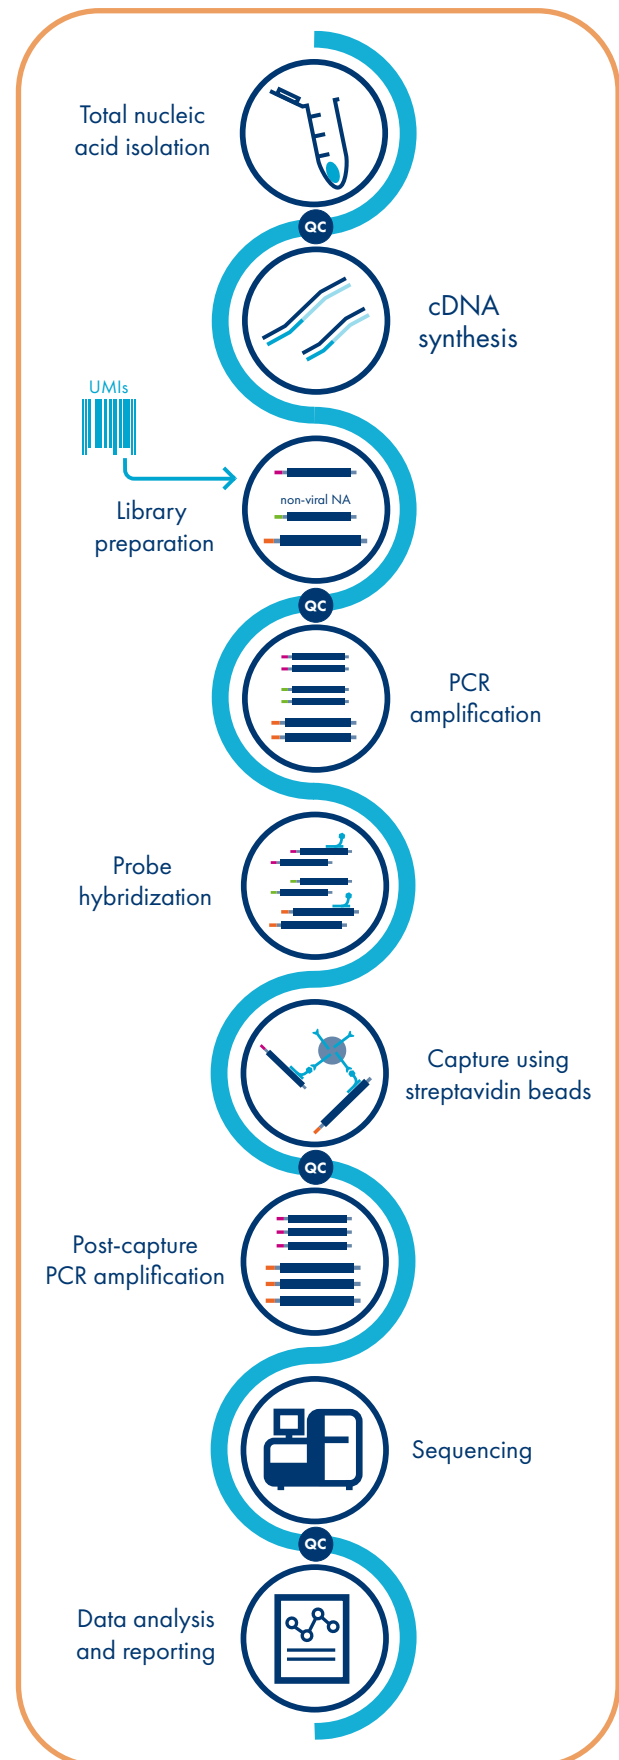 Total nucleic
acid isolation
QC
cDNA
synthesis
UMIs
Library
preparation
non-viral NA
QC
PCR
amplification
Probe
hybridization
Capture using
streptavidin beads
QC
Post-capture
PCR amplification
Sequencing
QC
Data analysis
and reporting